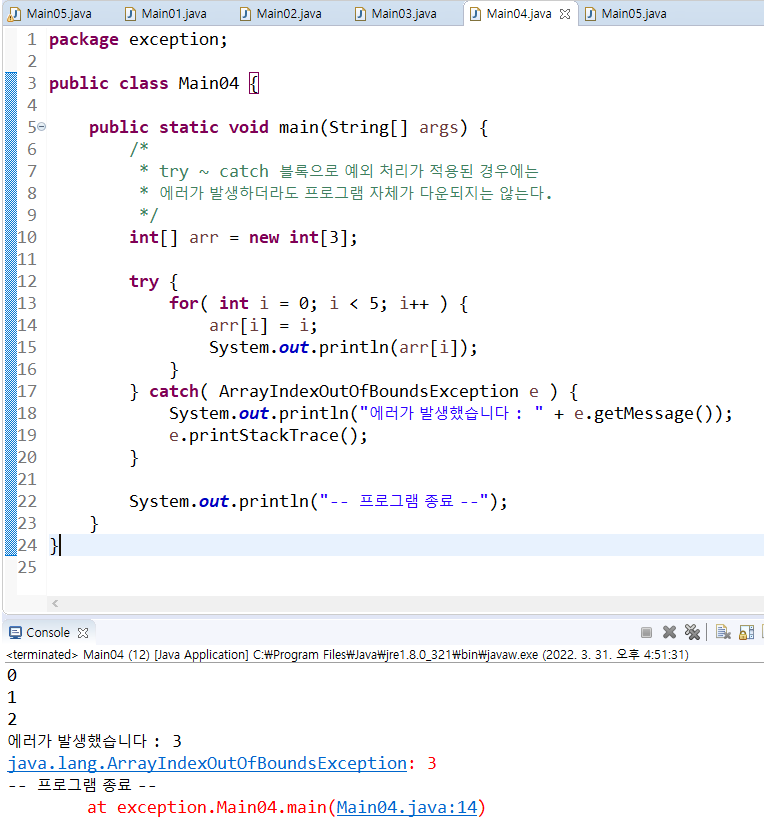 Main05.java Main01.java Main02.java Main03.java Main04.java Main05.java
1 package exception;
2
3 public class Main04 {
4
5 public static void main(String[] args) {
6 /*
7 * try ~ catch 블록으로 예외 처리가 적용된 경우에는
8 * 에러가 발생하더라도 프로그램 자체가 다운되지는 않는다.
9 */
10 int[] arr = new int[3];
11
12 try {
13 for( int i = 0; i < 5; i++ ) {
14 arr[i] = i;
15 System.out.println(arr[i]);
16 }
17 } catch( ArrayIndexOutOfBoundsException e ) {
18 System.out.println("에러가 발생했습니다 : " + e.getMessage());
19 e.printStackTrace();
20 }
21
22 System.out.println("-- 프로그램 종료 --");
23 }
24 }
25
Console
<terminated> Main04 (12) [Java Application] C:₩Program Files₩Java₩jre1.8.0_321₩bin₩javaw.exe (2022. 3. 31. 오후 4:51:31)
0
1
2
에러가 발생했습니다 : 3
java.lang.ArrayIndexOutOfBoundsException: 3
-- 프로그램 종료 --
at exception.Main04.main(Main04.java:14)